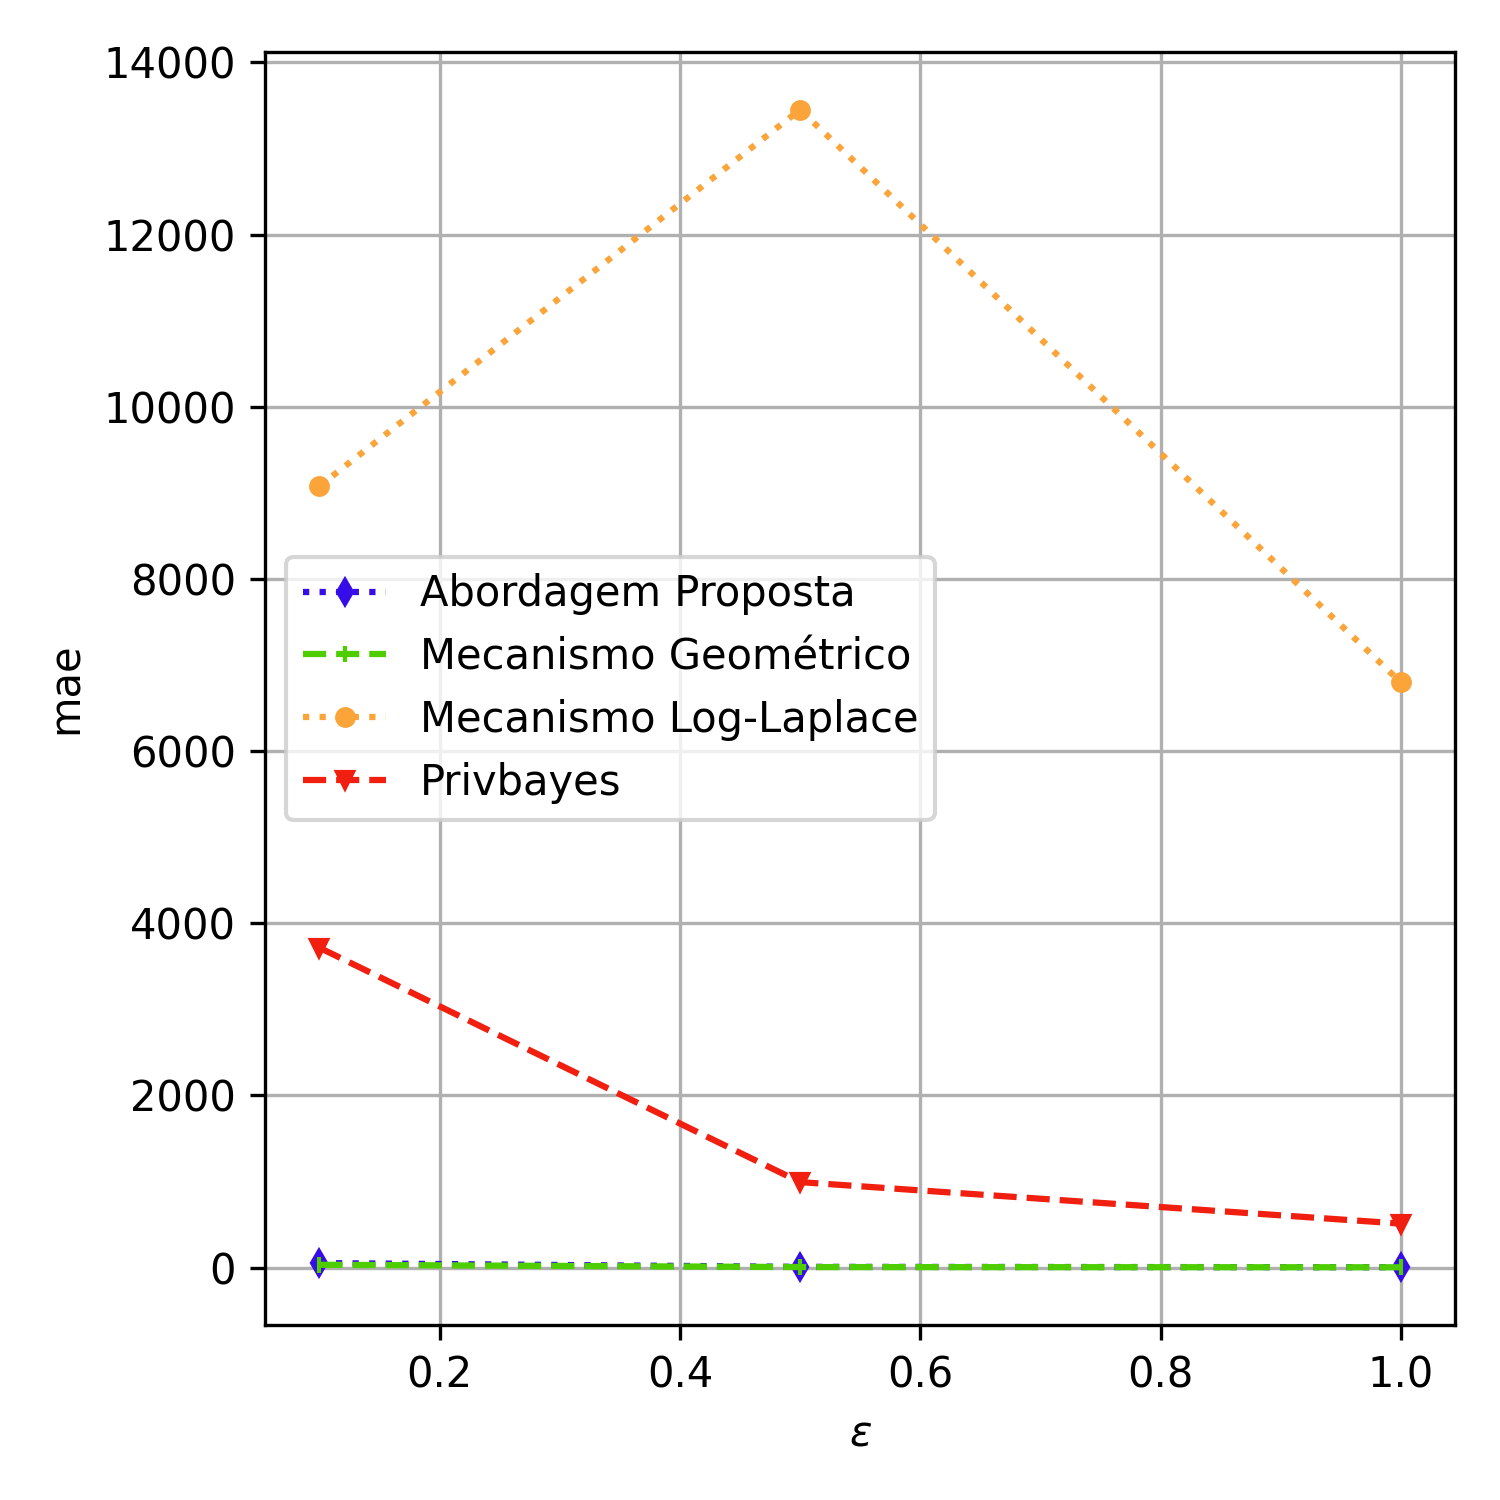 14000
12000
10000
8000
6000
4000
2000
0
mae
Abordagem Proposta
Mecanismo Geométrico
Mecanismo Log-Laplace
Privbayes
0.2 0.4 0.6 0.8 1.0
ε